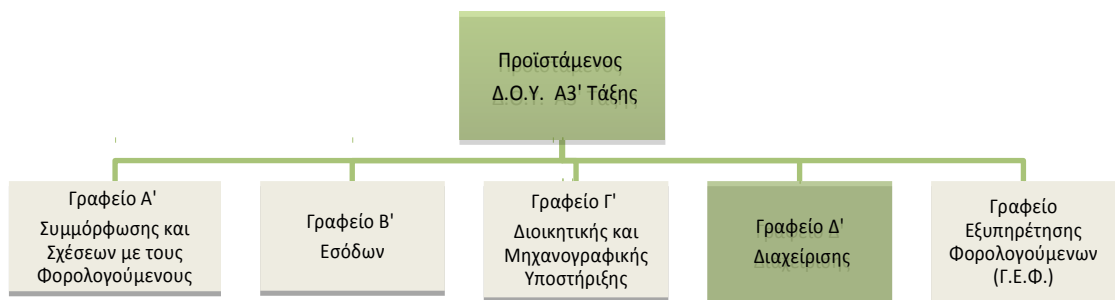 Προϊστάμενος
Δ.Ο.Υ. Α3' Τάξης
Γραφείο Α'
Συμμόρφωσης και
Σχέσεων με τους
Φορολογούμενους
Γραφείο Β'
Εσόδων
Γραφείο Γ'
Διοικητικής και
Μηχανογραφικής
Υποστήριξης
Γραφείο Δ'
Διαχείρισης
Γραφείο
Εξυπηρέτησης
Φορολογούμενων
(Γ.Ε.Φ.)